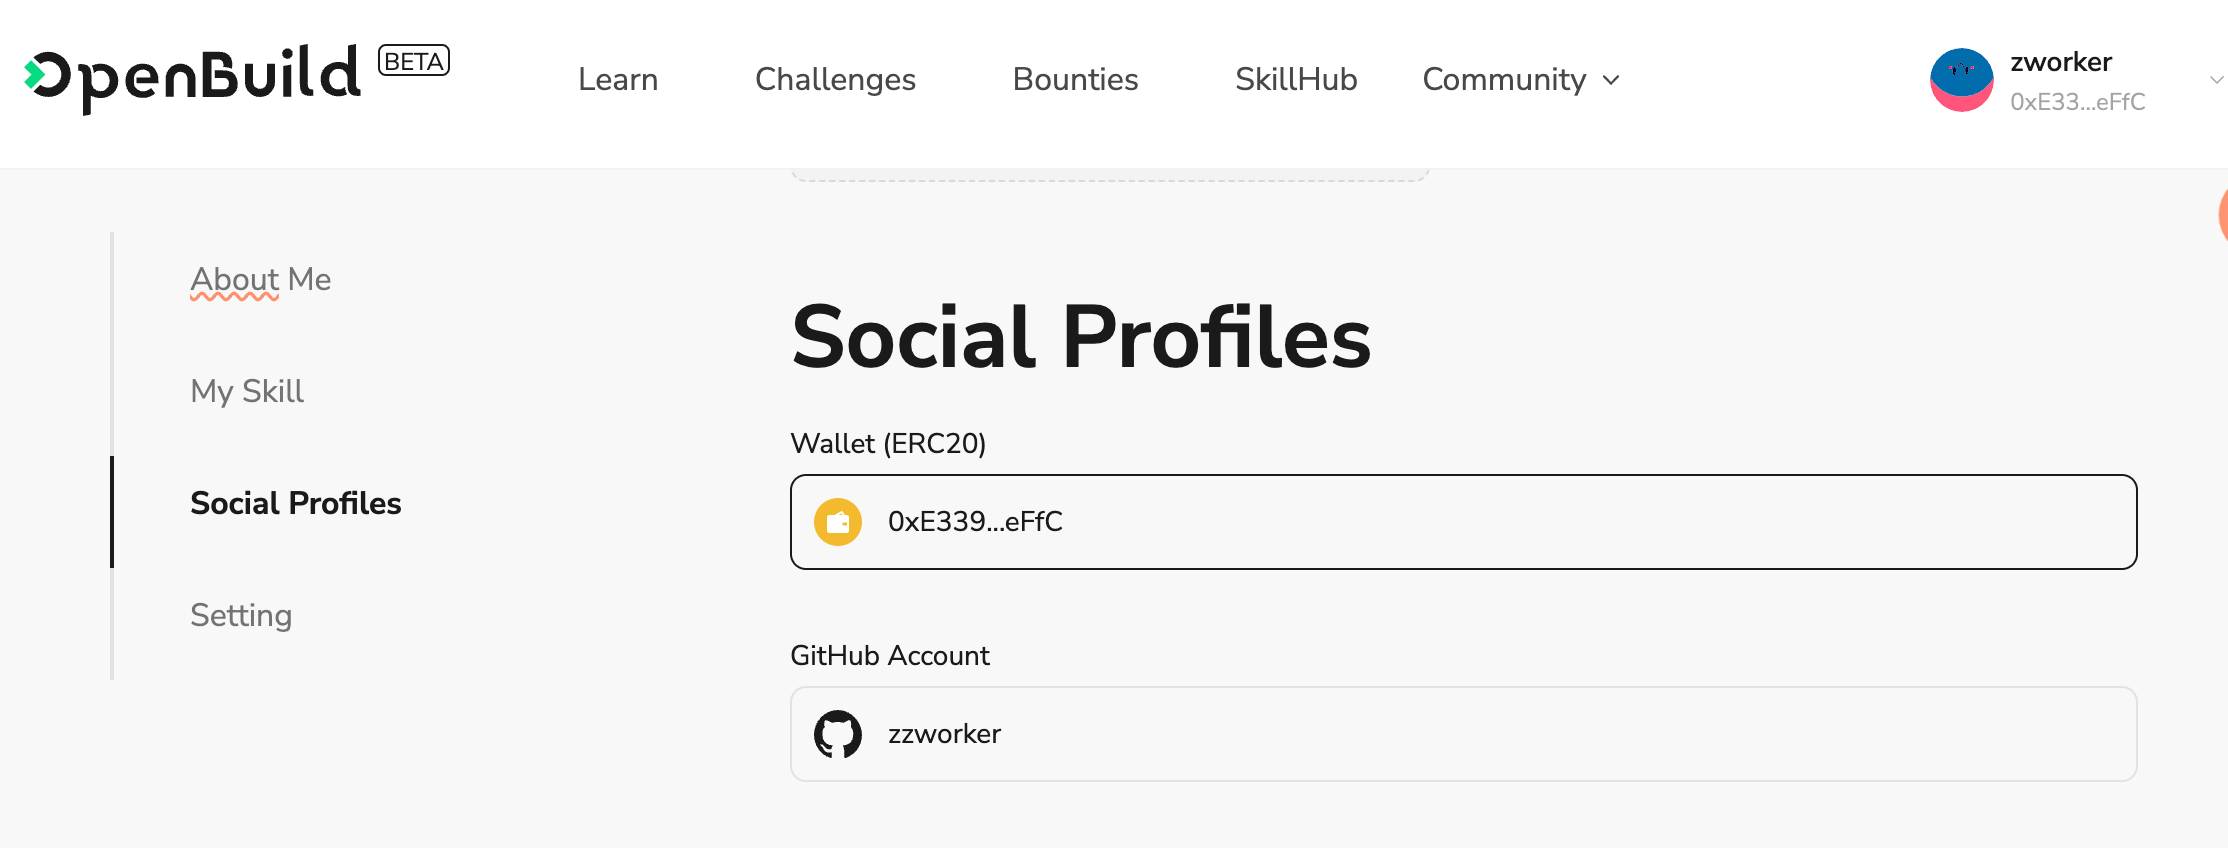 OpenBuild BETA
Learn Challenges Bounties SkillHub Community
zworker
0xE33...eFfC
About Me
My Skill
Social Profiles
Setting
Social Profiles
Wallet (ERC20)
0xE339...eFfC
GitHub Account
zzworker